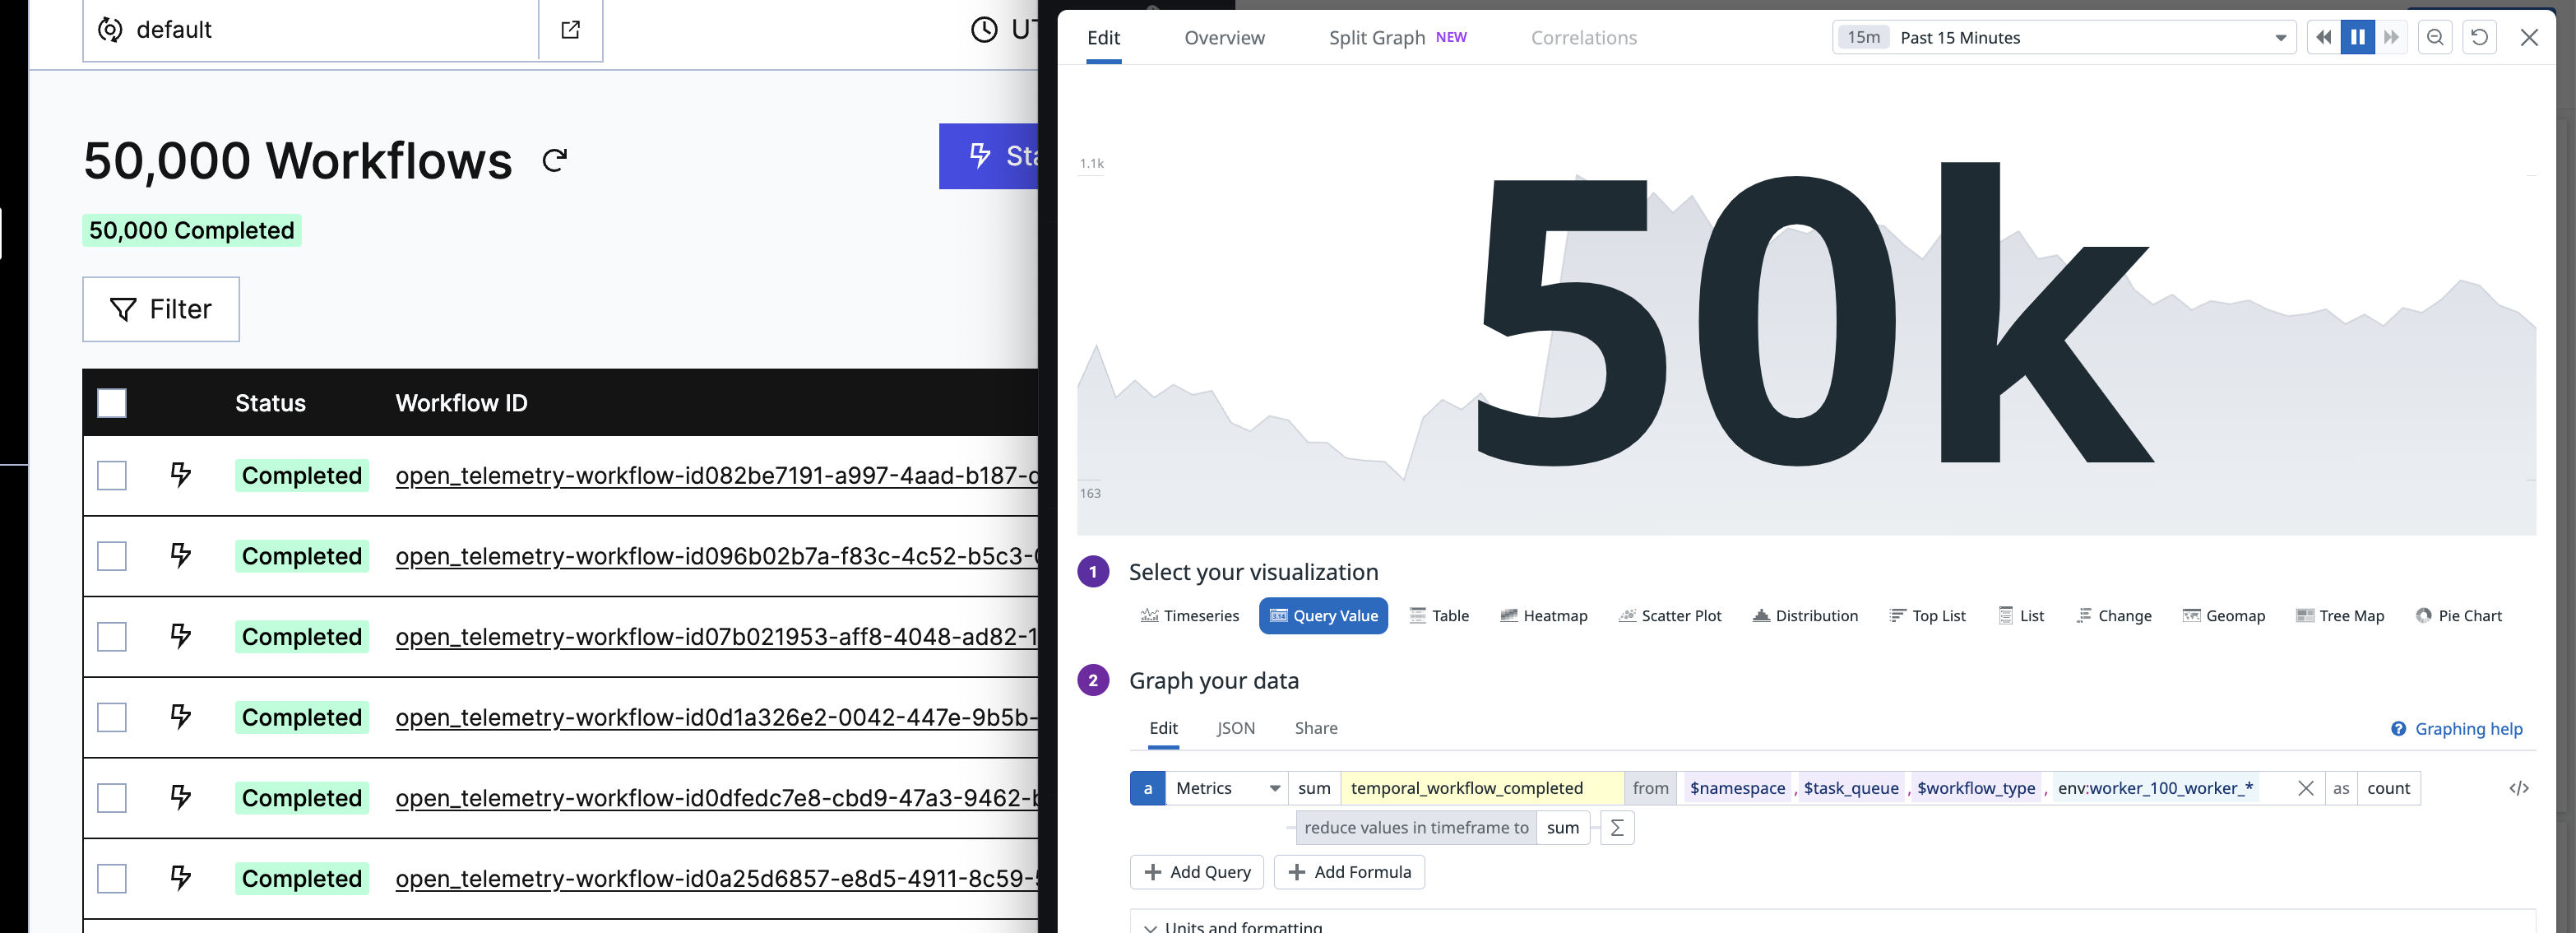 default
UT
50,000 Workflows
Sta
50,000 Completed
Filter
Status Workflow ID
Completed open_telemetry-workflow-id082be7191-a997-4aad-b187-
Completed open_telemetry-workflow-id096b02b7a-f83c-4c52-b5c3-
Completed open_telemetry-workflow-id07b021953-aff8-4048-ad82-1
Completed open_telemetry-workflow-id0d1a326e2-0042-447e-9b5b-
Completed open_telemetry-workflow-id0dfedc7e8-cbd9-47a3-9462-
Completed open_telemetry-workflow-id0a25d6857-e8d5-4911-8c59-
Edit Overview Split Graph NEW Correlations
15m Past 15 Minutes
1.1k
50k
163
1 Select your visualization
Timeseries Query Value Table Heatmap Scatter Plot Distribution Top List List Change Geomap Tree Map Pie Chart
2 Graph your data
Edit JSON Share
? Graphing help
a Metrics sum temporal_workflow_completed from $namespace , $task_queue , $workflow_type , env:worker_100_worker_* as count </>
reduce values in timeframe to sum Σ
+ Add Query + Add Formula
Units and formatting